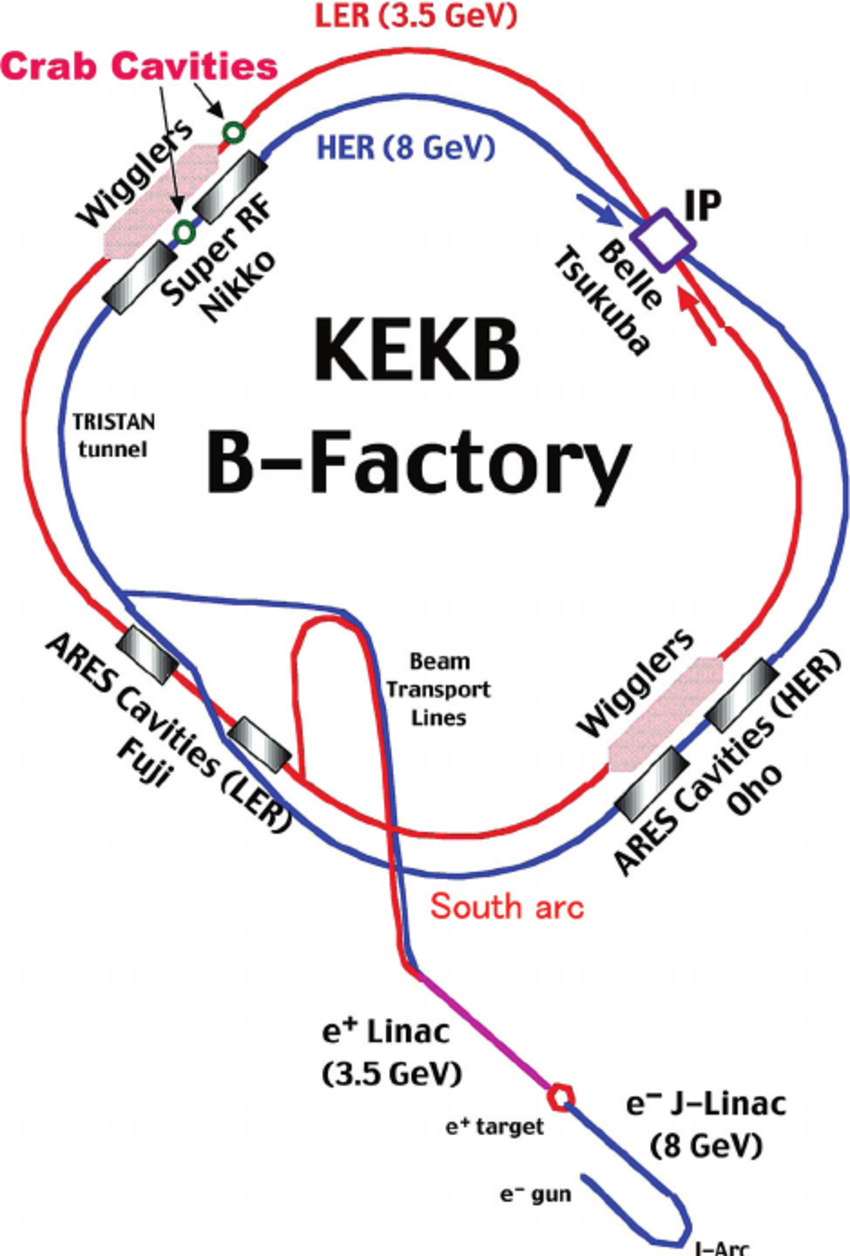 LER (3.5 GeV)
Crab Cavities
HER (8 GeV)
Wigglers
Super RF
Nikko
IP
Belle
Tsukuba
KEKB
B-Factory
TRISTAN
tunnel
ARES Cavities (LER)
Fuji
Beam
Transport
Lines
Wigglers
ARES Cavities (HER)
Oho
South arc
e⁺ Linac
(3.5 GeV)
e⁺ target
e⁻ J-Linac
(8 GeV)
e⁻ gun
J-Arc